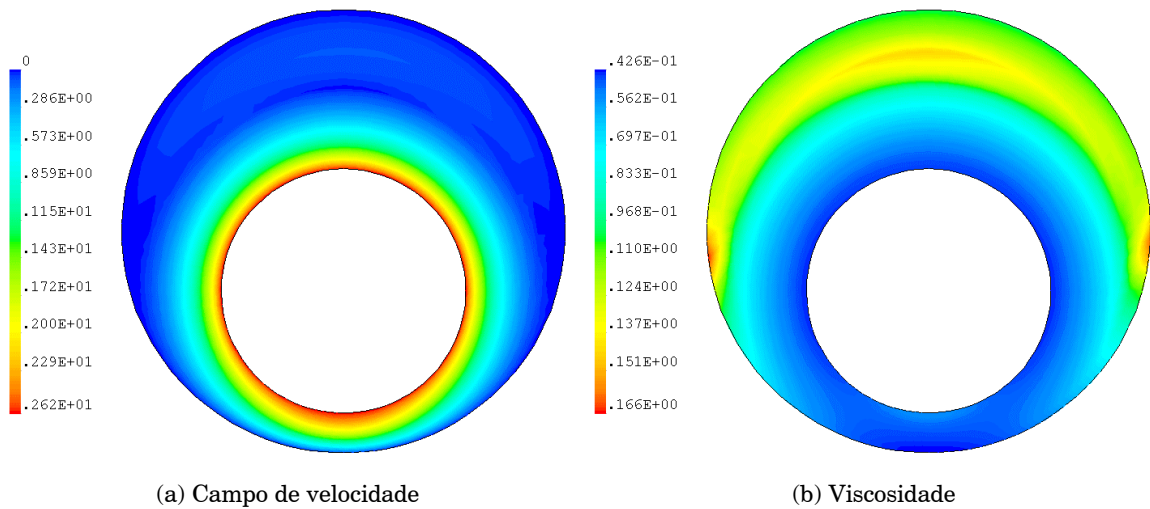 0
.286E+00
.573E+00
.859E+00
.115E+01
.143E+01
.172E+01
.200E+01
.229E+01
.262E+01
(a) Campo de velocidade
.426E-01
.562E-01
.697E-01
.833E-01
.968E-01
.110E+00
.124E+00
.137E+00
.151E+00
.166E+00
(b) Viscosidade